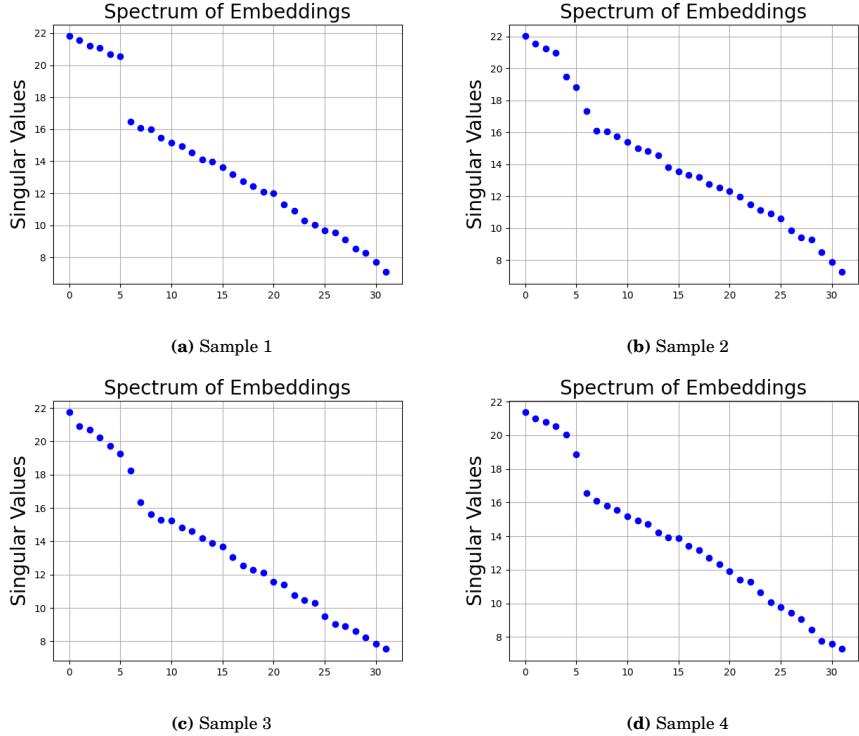 Spectrum of Embeddings
Singular Values
22
20
18
16
14
12
10
8
0 5 10 15 20 25 30
(a) Sample 1
Spectrum of Embeddings
Singular Values
22
20
18
16
14
12
10
8
0 5 10 15 20 25 30
(b) Sample 2
Spectrum of Embeddings
Singular Values
22
20
18
16
14
12
10
8
0 5 10 15 20 25 30
(c) Sample 3
Spectrum of Embeddings
Singular Values
22
20
18
16
14
12
10
8
0 5 10 15 20 25 30
(d) Sample 4